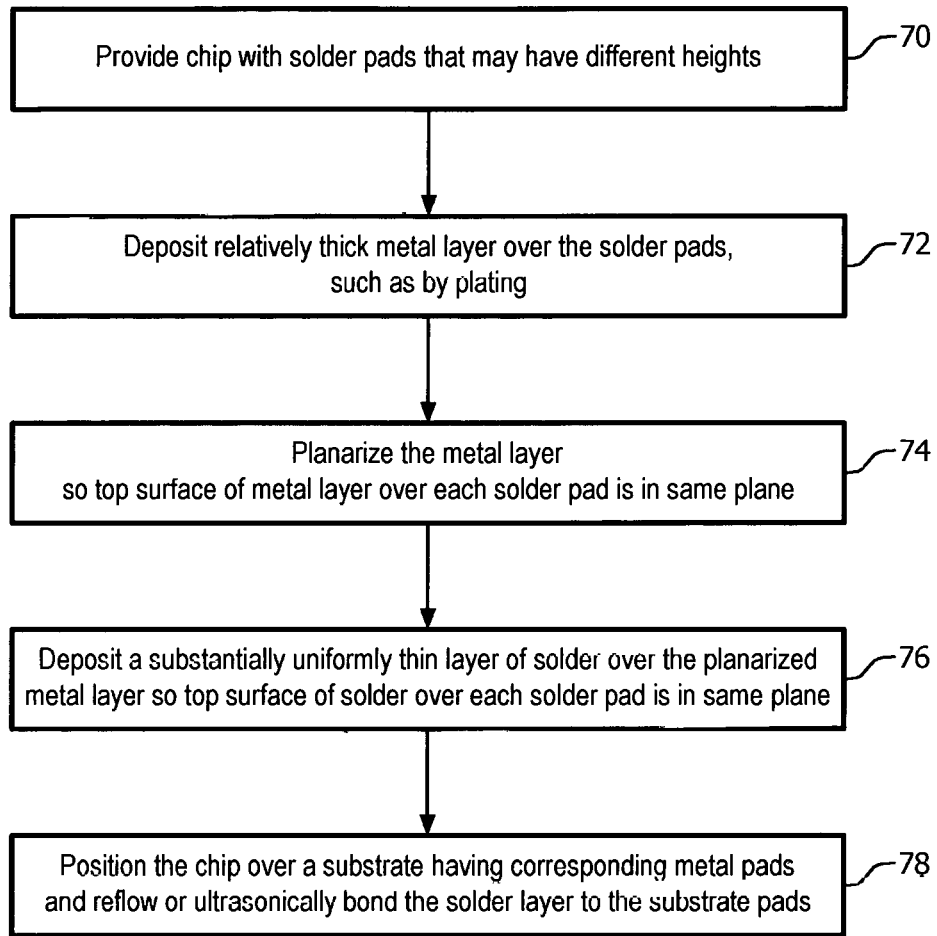 Provide chip with solder pads that may have different heights
70
Deposit relatively thick metal layer over the solder pads,
such as by plating
72
Planarize the metal layer
so top surface of metal layer over each solder pad is in same plane
74
Deposit a substantially uniformly thin layer of solder over the planarized
metal layer so top surface of solder over each solder pad is in same plane
76
Position the chip over a substrate having corresponding metal pads
and reflow or ultrasonically bond the solder layer to the substrate pads
78